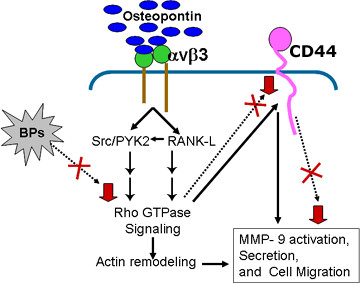 Osteopontin
αvβ3
CD44
BPs
Src/PYK2
RANK-L
Rho GTPase
Signaling
Actin remodeling
MMP- 9 activation,
Secretion,
and Cell Migration